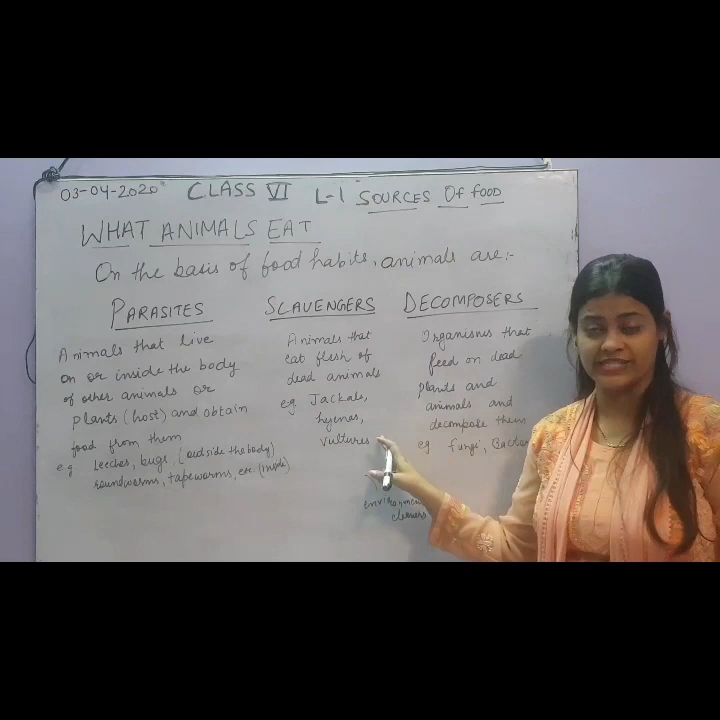 03-04-2020 CLASS VI L-1 SOURCES Of FOOD
WHAT ANIMALS EAT
On the basis of food habits, animals are:-
PARASITES
Animals that live
on or inside the body
of other animals or
plants (host) and obtain
food from them
e.g Leeches, bugs, (outside the body)
roundworms, tapeworms, etc (inside)
SCAVENGERS
Animals that
eat flesh of
dead animals
eg Jackals,
hyenas,
vultures
DECOMPOSERS
Organisms that
feed on dead
plants and
animals and
decompose them
eg fungi,
cleaners